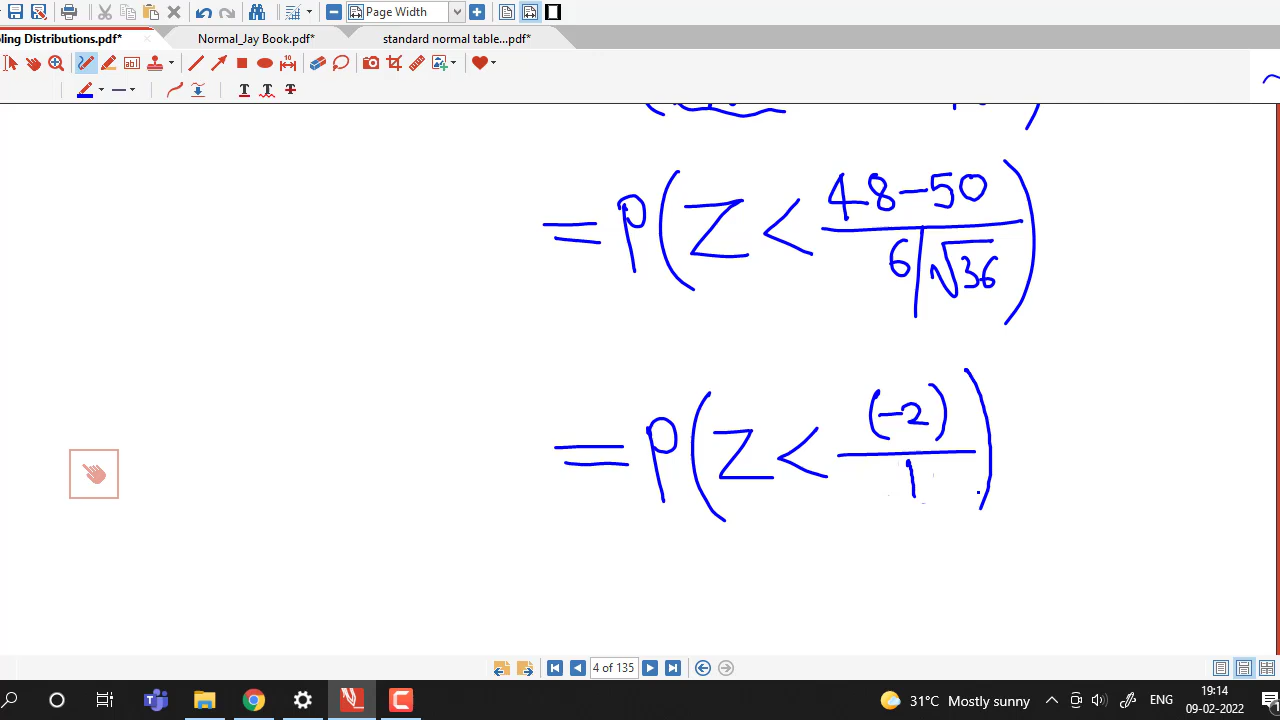 Page Width
ling Distributions.pdf* Normal_Jay Book.pdf* standard normal table...pdf*
10
T T T
= P(Z < (48-50)/(6/√36))
= P(Z < (-2)/1)
4 of 135
31°C Mostly sunny ENG 19:14
09-02-2022